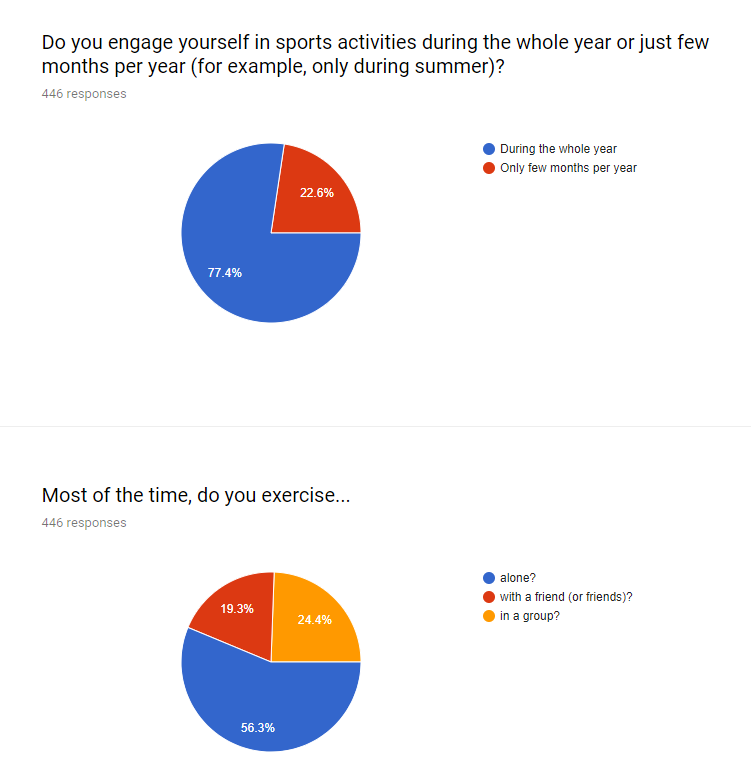 Do you engage yourself in sports activities during the whole year or just few
months per year (for example, only during summer)?
446 responses
During the whole year
Only few months per year
22.6%
77.4%
Most of the time, do you exercise...
446 responses
alone?
with a friend (or friends)?
in a group?
19.3%
24.4%
56.3%